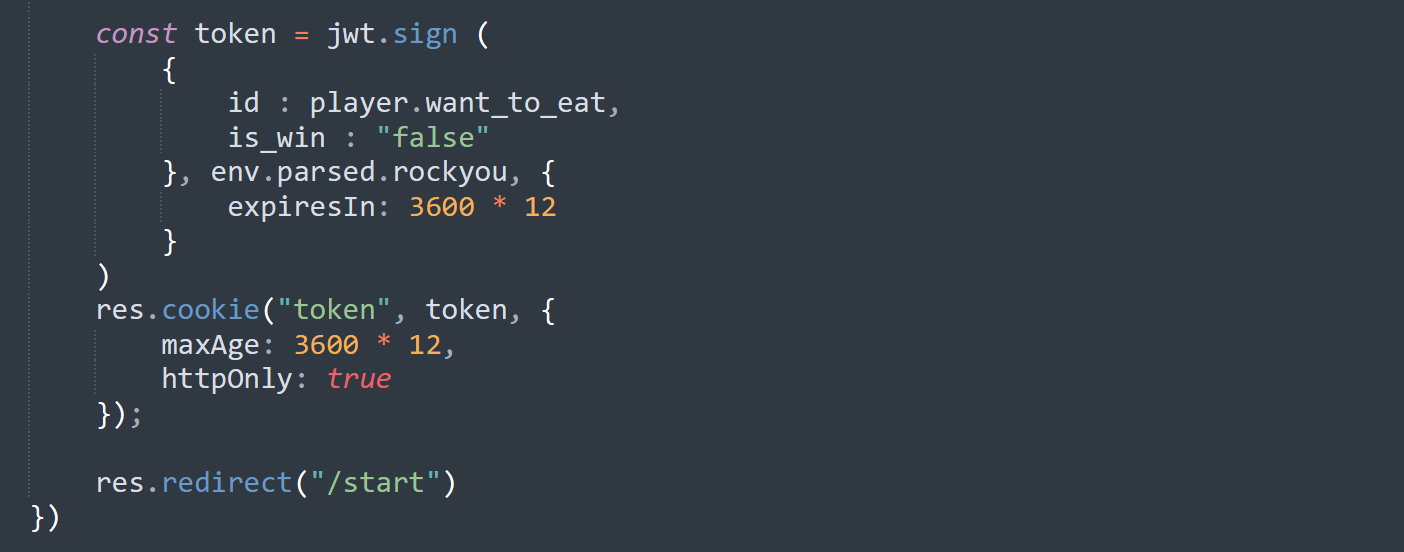 const token = jwt.sign (
{
id : player.want_to_eat,
is_win : "false"
}, env.parsed.rockyou, {
expiresIn: 3600 * 12
}
)
res.cookie("token", token, {
maxAge: 3600 * 12,
httpOnly: true
});
res.redirect("/start")
})